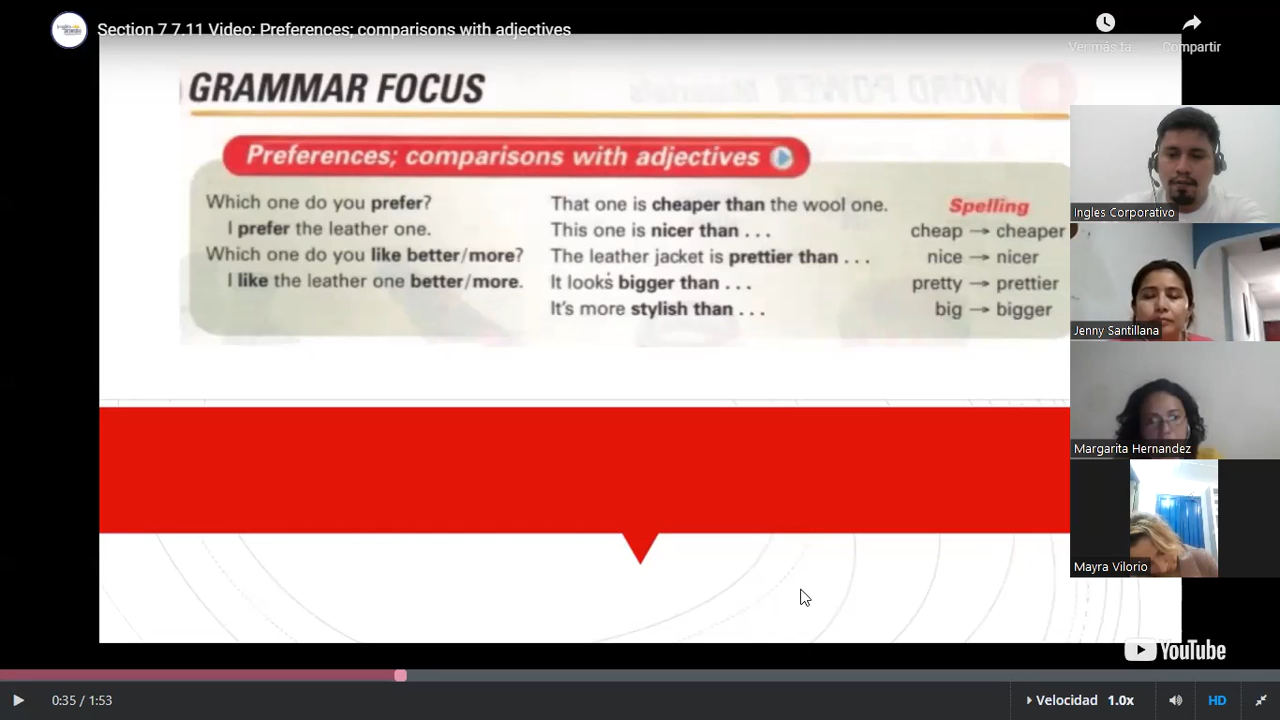 Section 7 7.11 Video: Preferences; comparisons with adjectives
Ver más ta...
Compartir
GRAMMAR FOCUS
WORD POWER Materials
Preferences; comparisons with adjectives
Which one do you prefer?
I prefer the leather one.
Which one do you like better/more?
I like the leather one better/more.
That one is cheaper than the wool one.
This one is nicer than . . .
The leather jacket is prettier than . . .
It looks bigger than . . .
It's more stylish than . . .
Spelling
cheap → cheaper
nice → nicer
pretty → prettier
big → bigger
Ingles Corporativo
Jenny Santillana
Margarita Hernandez
Mayra Vilorio
YouTube
0:35 / 1:53
Velocidad 1.0x
HD